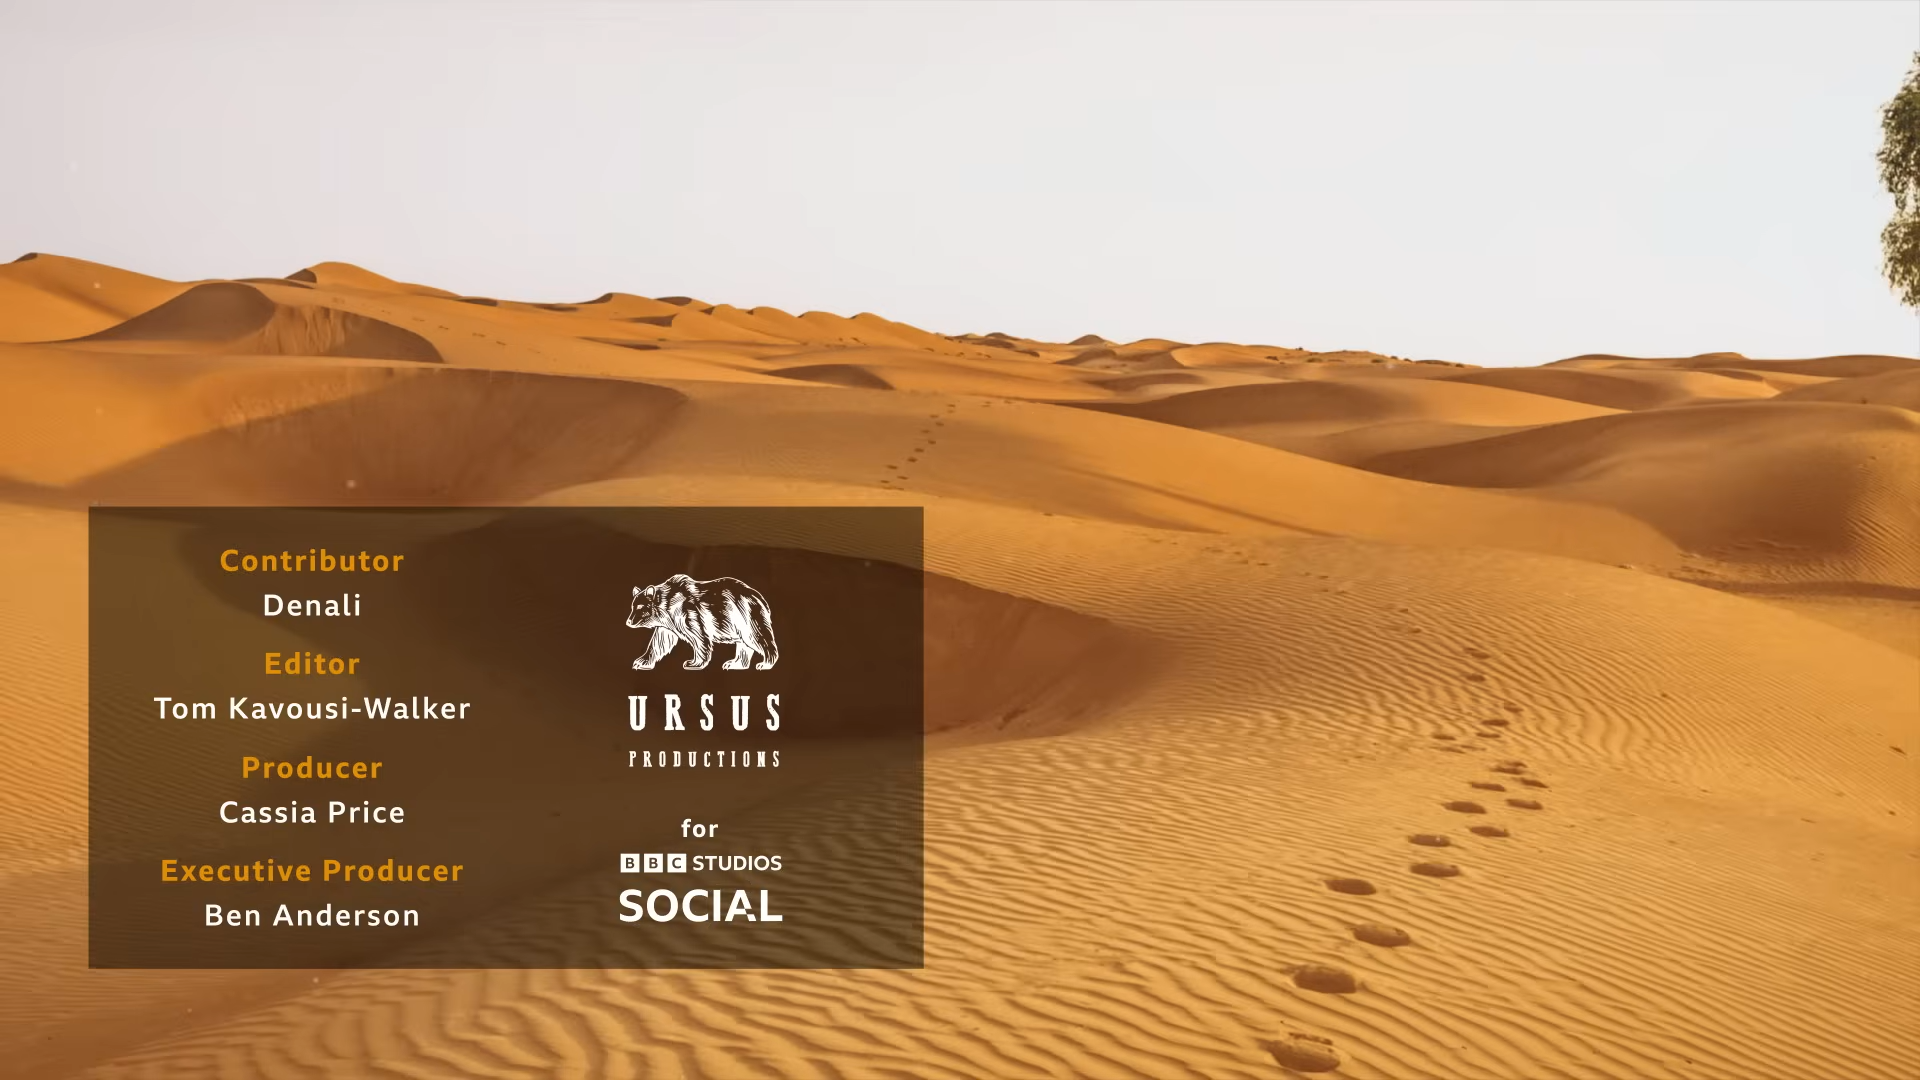 Contributor
Denali
Editor
Tom Kavousi-Walker
Producer
Cassia Price
Executive Producer
Ben Anderson
URSUS
PRODUCTIONS
for
BBC STUDIOS
SOCIAL